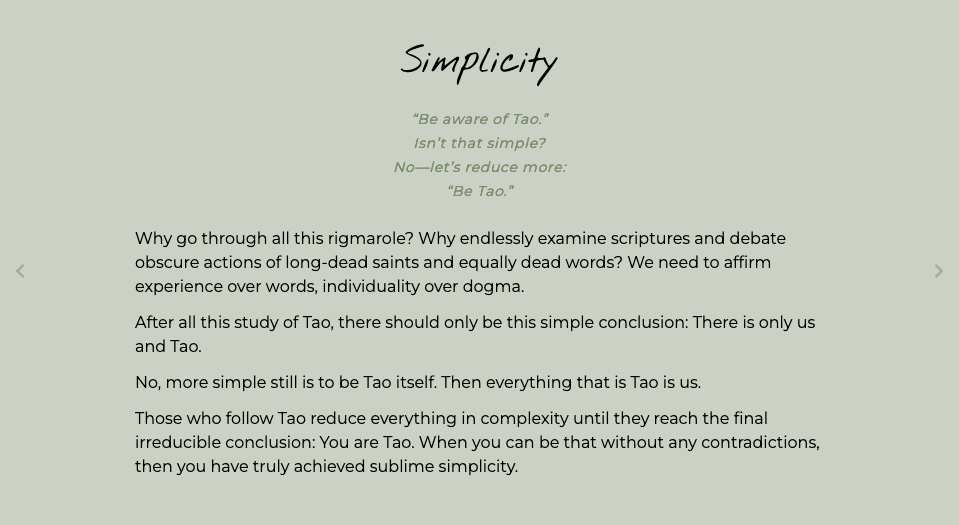 Simplicity
“Be aware of Tao.”
Isn’t that simple?
No—let’s reduce more:
“Be Tao.”
Why go through all this rigmarole? Why endlessly examine scriptures and debate
obscure actions of long-dead saints and equally dead words? We need to affirm
experience over words, individuality over dogma.
After all this study of Tao, there should only be this simple conclusion: There is only us
and Tao.
No, more simple still is to be Tao itself. Then everything that is Tao is us.
Those who follow Tao reduce everything in complexity until they reach the final
irreducible conclusion: You are Tao. When you can be that without any contradictions,
then you have truly achieved sublime simplicity.